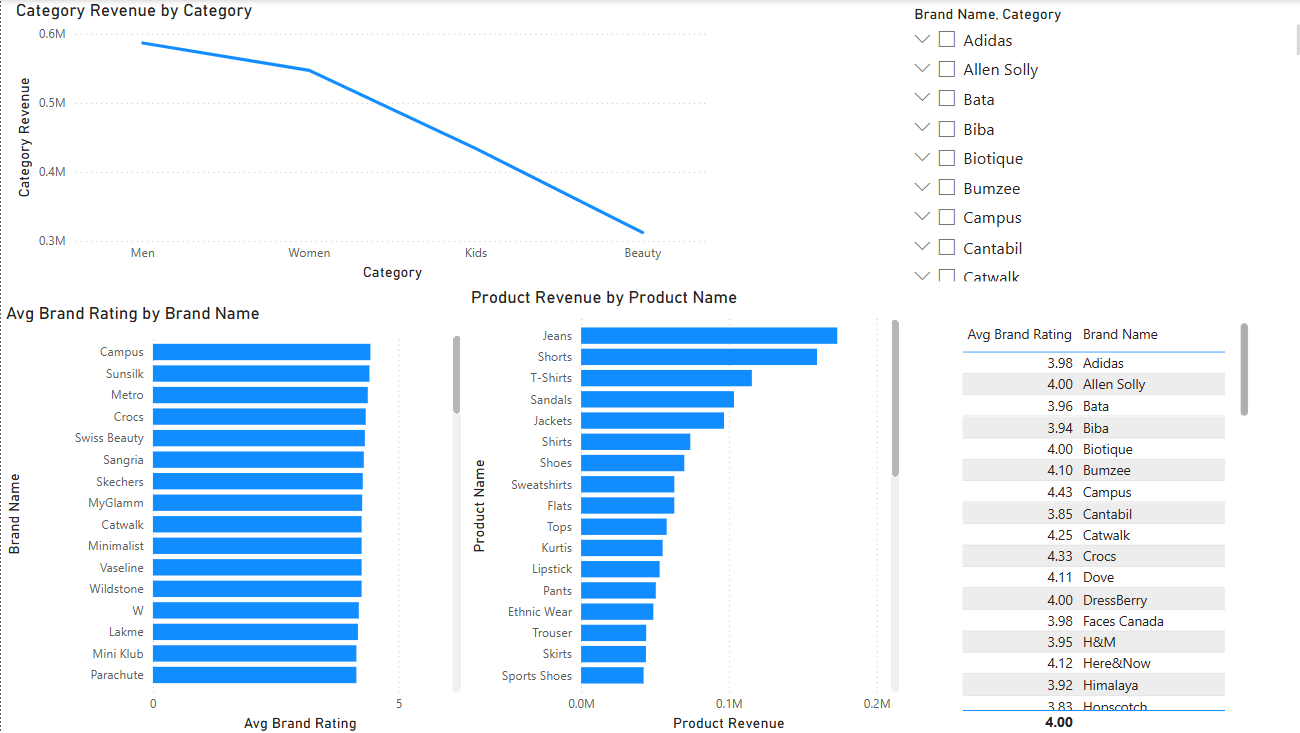 Category Revenue by Category
0.6M
0.5M
0.4M
0.3M
Category Revenue
Men Women Kids Beauty
Category
Brand Name, Category
Adidas
Allen Solly
Bata
Biba
Biotique
Bumzee
Campus
Cantabil
Catwalk
Avg Brand Rating by Brand Name
Brand Name
Campus
Sunsilk
Metro
Crocs
Swiss Beauty
Sangria
Skechers
MyGlamm
Catwalk
Minimalist
Vaseline
Wildstone
W
Lakme
Mini Klub
Parachute
0 5
Avg Brand Rating
Product Revenue by Product Name
Product Name
Jeans
Shorts
T-Shirts
Sandals
Jackets
Shirts
Shoes
Sweatshirts
Flats
Tops
Kurtis
Lipstick
Pants
Ethnic Wear
Trouser
Skirts
Sports Shoes
0.0M 0.1M 0.2M
Product Revenue
Avg Brand Rating Brand Name
3.98 Adidas
4.00 Allen Solly
3.96 Bata
3.94 Biba
4.00 Biotique
4.10 Bumzee
4.43 Campus
3.85 Cantabil
4.25 Catwalk
4.33 Crocs
4.11 Dove
4.00 DressBerry
3.98 Faces Canada
3.95 H&M
4.12 Here&Now
3.92 Himalaya
3.83 Hopscotch
4.00